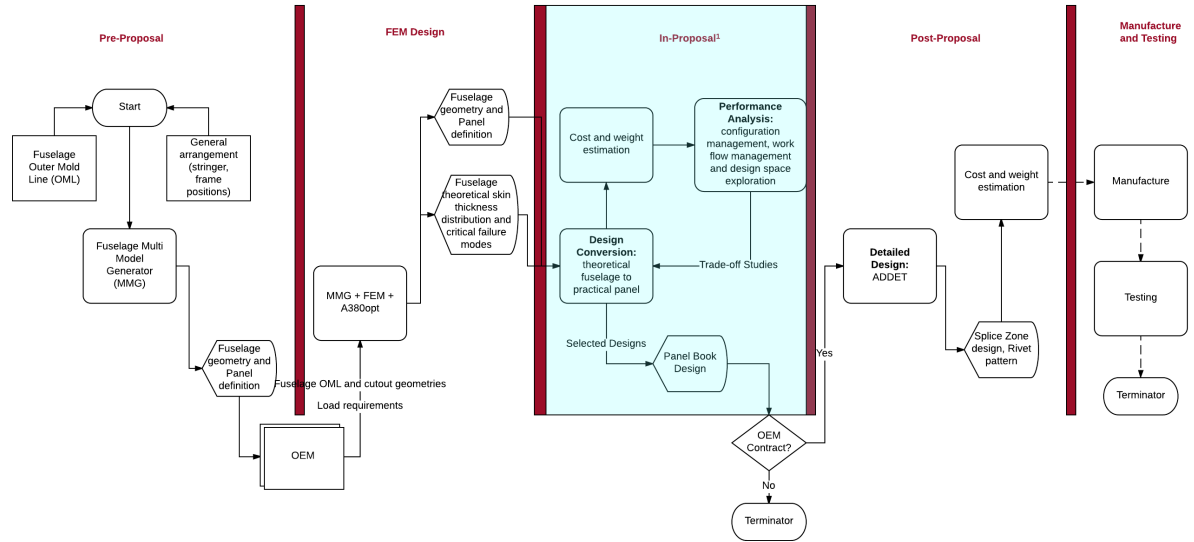 Pre-Proposal
FEM Design
In-Proposal¹
Post-Proposal
Manufacture
and Testing
Start
Fuselage
Outer Mold
Line (OML)
General
arrangement
(stringer,
frame
positions)
Fuselage Multi
Model
Generator
(MMG)
Fuselage
geometry and
Panel
definition
OEM
Fuselage OML and cutout geometries
Load requirements
MMG + FEM +
A380opt
Fuselage
geometry and
Panel
definition
Fuselage
theoretical skin
thickness
distribution and
critical failure
modes
Cost and weight
estimation
Performance
Analysis:
configuration
management, work
flow management
and design space
exploration
Design
Conversion:
theoretical
fuselage to
practical panel
Trade-off Studies
Selected Designs
Panel Book
Design
OEM
Contract?
Yes
No
Terminator
Detailed
Design:
ADDET
Cost and weight
estimation
Splice Zone
design, Rivet
pattern
Manufacture
Testing
Terminator